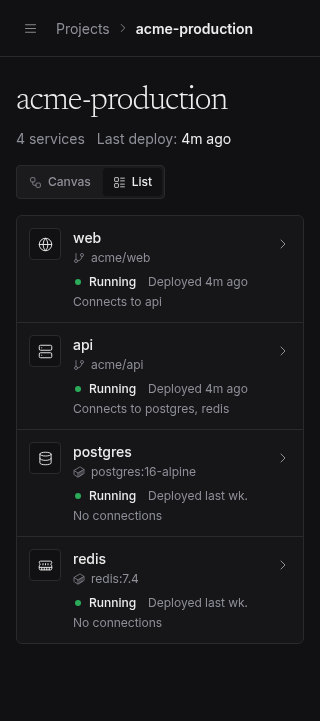 Projects > acme-production
acme-production
4 services Last deploy: 4m ago
Canvas List
web
acme/web
Running Deployed 4m ago
Connects to api
api
acme/api
Running Deployed 4m ago
Connects to postgres, redis
postgres
postgres:16-alpine
Running Deployed last wk.
No connections
redis
redis:7.4
Running Deployed last wk.
No connections